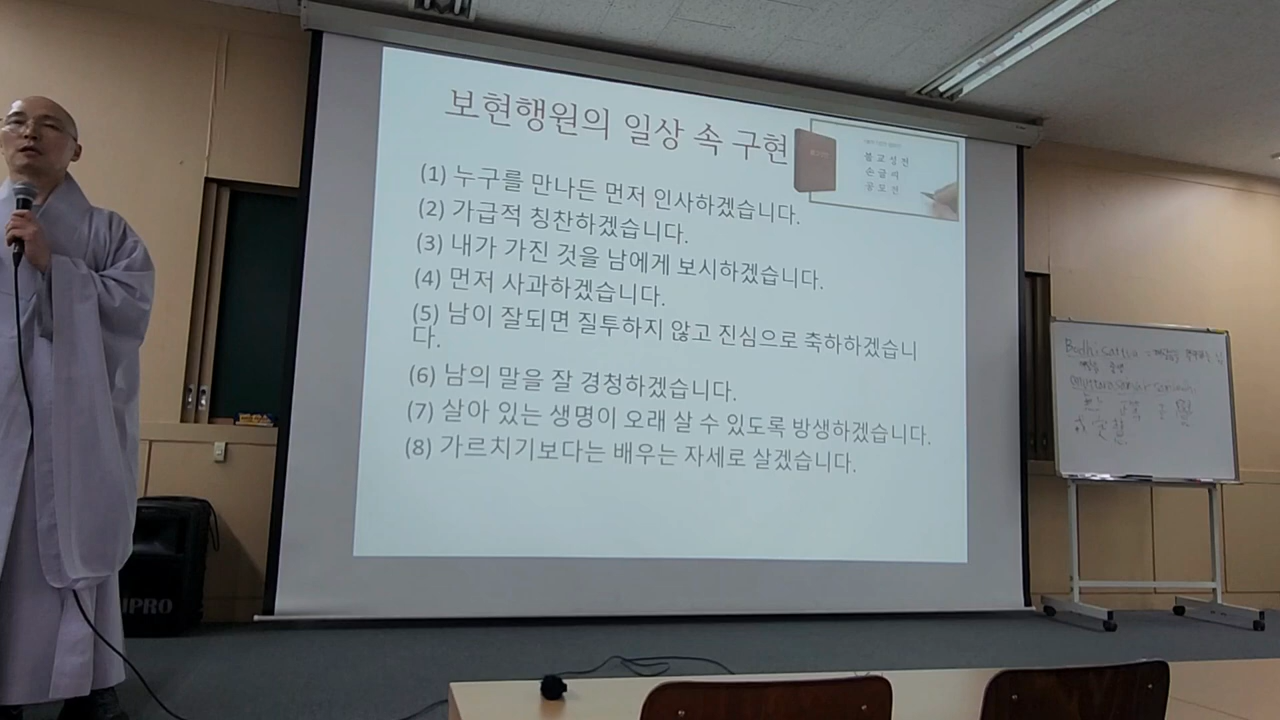 보현행원의 일상 속 구현
불교성전
손글씨
공모전
(1) 누구를 만나든 먼저 인사하겠습니다.
(2) 가급적 칭찬하겠습니다.
(3) 내가 가진 것을 남에게 보시하겠습니다.
(4) 먼저 사과하겠습니다.
(5) 남이 잘되면 질투하지 않고 진심으로 축하하겠습니
다.
(6) 남의 말을 잘 경청하겠습니다.
(7) 살아 있는 생명이 오래 살 수 있도록 방생하겠습니다.
(8) 가르치기보다는 배우는 자세로 살겠습니다.
Bodhisattva :